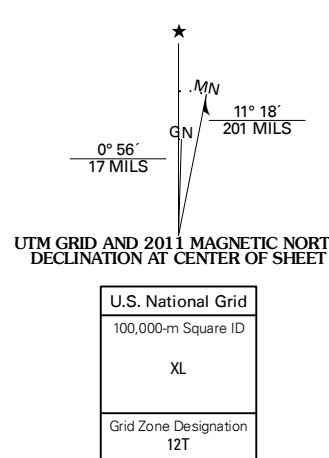 ★
MN
GN
11° 18´
201 MILS
0° 56´
17 MILS
UTM GRID AND 2011 MAGNETIC NORT
DECLINATION AT CENTER OF SHEET
U.S. National Grid
100,000-m Square ID
XL
Grid Zone Designation
12T